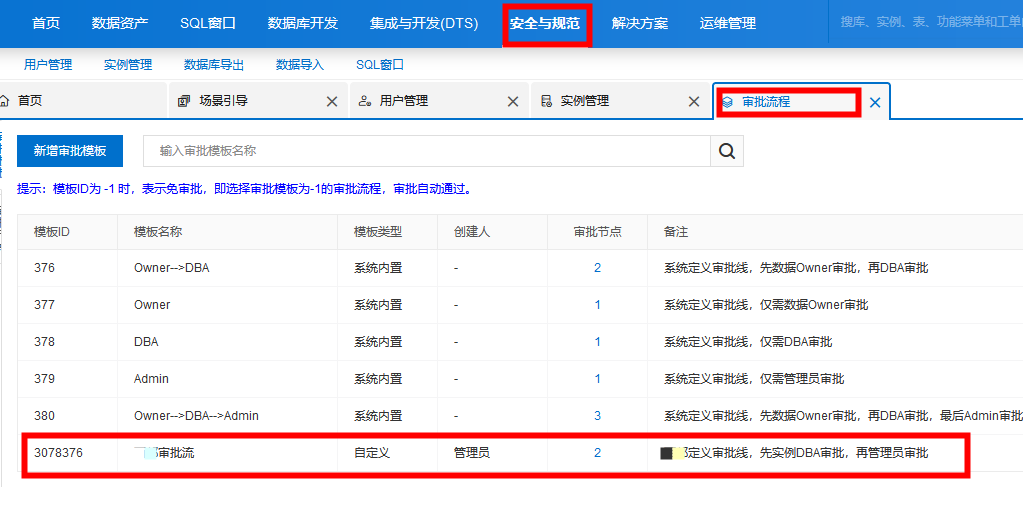 首页 数据资产 SQL窗口 数据库开发 集成与开发(DTS) 安全与规范 解决方案 运维管理 搜库、实例、表、功能菜单和工单
用户管理 实例管理 数据库导出 数据导入 SQL窗口
首页 场景引导 用户管理 实例管理 审批流程
新增审批模板 输入审批模板名称
提示：模板ID为 -1 时，表示免审批，即选择审批模板为-1的审批流程，审批自动通过。
模板ID 模板名称 模板类型 创建人 审批节点 备注
376 Owner-->DBA 系统内置 - 2 系统定义审批线，先数据Owner审批，再DBA审批
377 Owner 系统内置 - 1 系统定义审批线，仅需数据Owner审批
378 DBA 系统内置 - 1 系统定义审批线，仅需DBA审批
379 Admin 系统内置 - 1 系统定义审批线，仅需管理员审批
380 Owner-->DBA-->Admin 系统内置 - 3 系统定义审批线，先数据Owner审批，再DBA审批，最后Admin审批
3078376 审批流 自定义 管理员 2 定义审批线，先实例DBA审批，再管理员审批